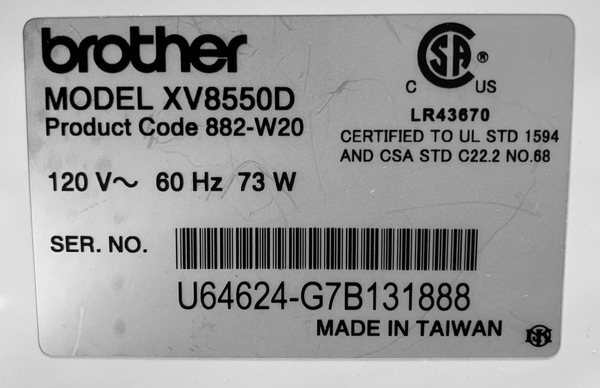 brother
MODEL XV8550D
Product Code 882-W20
120 V～ 60 Hz 73 W
CSA ®
C US
LR43670
CERTIFIED TO UL STD 1594
AND CSA STD C22.2 NO.68
SER. NO.
U64624-G7B131888
MADE IN TAIWAN